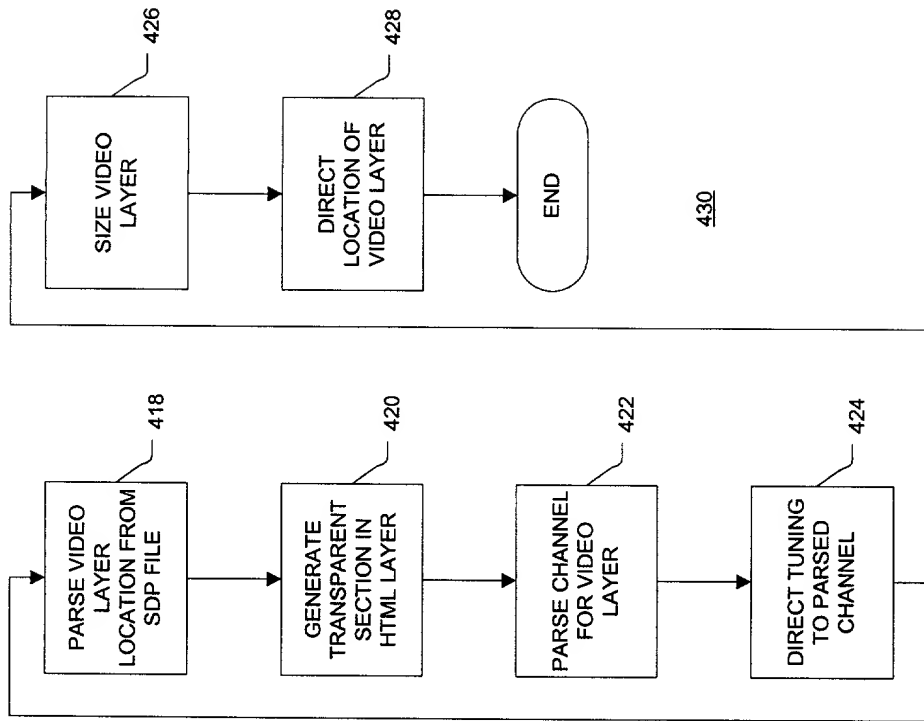 PARSE VIDEO
LAYER
LOCATION FROM
SDP FILE
418
GENERATE
TRANSPARENT
SECTION IN
HTML LAYER
420
PARSE CHANNEL
FOR VIDEO
LAYER
422
DIRECT TUNING
TO PARSED
CHANNEL
424
SIZE VIDEO
LAYER
426
DIRECT
LOCATION OF
VIDEO LAYER
428
END
430